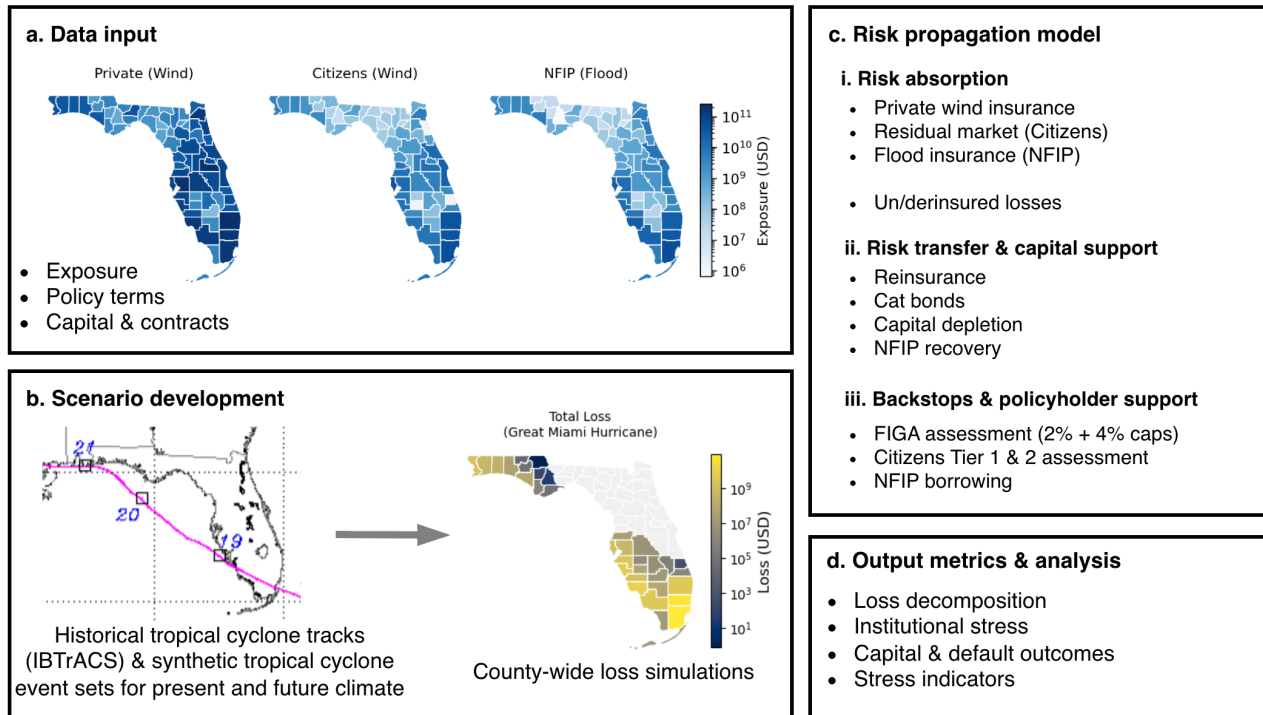 a. Data input
Private (Wind)
Citizens (Wind)
NFIP (Flood)
10¹¹
10¹⁰
10⁹
10⁸
10⁷
10⁶
Exposure (USD)
• Exposure
• Policy terms
• Capital & contracts
b. Scenario development
21
20
19
Historical tropical cyclone tracks
(IBTrACS) & synthetic tropical cyclone
event sets for present and future climate
Total Loss
(Great Miami Hurricane)
10⁹
10⁷
10⁵
10³
10¹
Loss (USD)
County-wide loss simulations
c. Risk propagation model
i. Risk absorption
• Private wind insurance
• Residual market (Citizens)
• Flood insurance (NFIP)
• Un/derinsured losses
ii. Risk transfer & capital support
• Reinsurance
• Cat bonds
• Capital depletion
• NFIP recovery
iii. Backstops & policyholder support
• FIGA assessment (2% + 4% caps)
• Citizens Tier 1 & 2 assessment
• NFIP borrowing
d. Output metrics & analysis
• Loss decomposition
• Institutional stress
• Capital & default outcomes
• Stress indicators